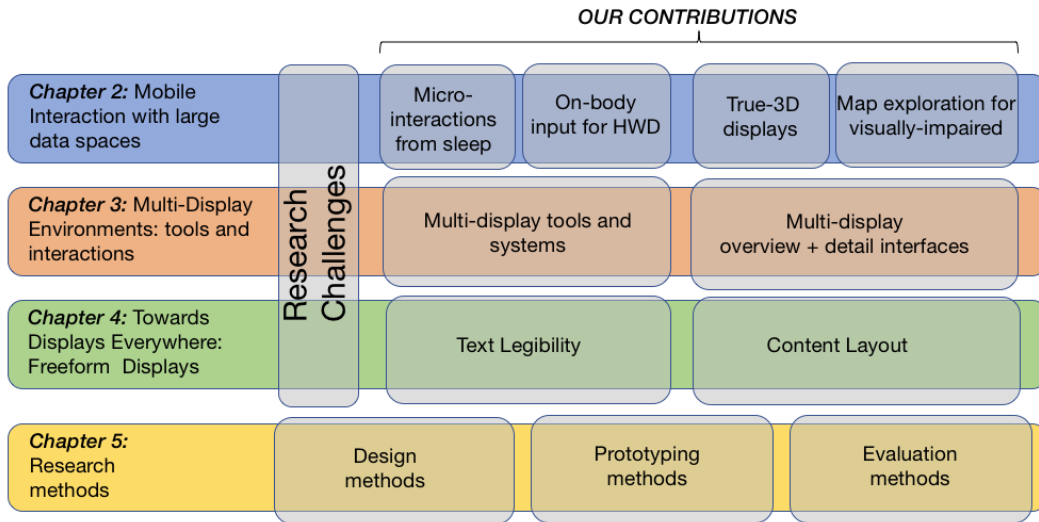 OUR CONTRIBUTIONS
Chapter 2: Mobile
Interaction with large
data spaces
Micro-
interactions
from sleep
On-body
input for HWD
True-3D
displays
Map exploration for
visually-impaired
Research
Challenges
Chapter 3: Multi-Display
Environments: tools and
interactions
Multi-display tools and
systems
Multi-display
overview + detail interfaces
Chapter 4: Towards
Displays Everywhere:
Freeform Displays
Text Legibility
Content Layout
Chapter 5:
Research
methods
Design
methods
Prototyping
methods
Evaluation
methods